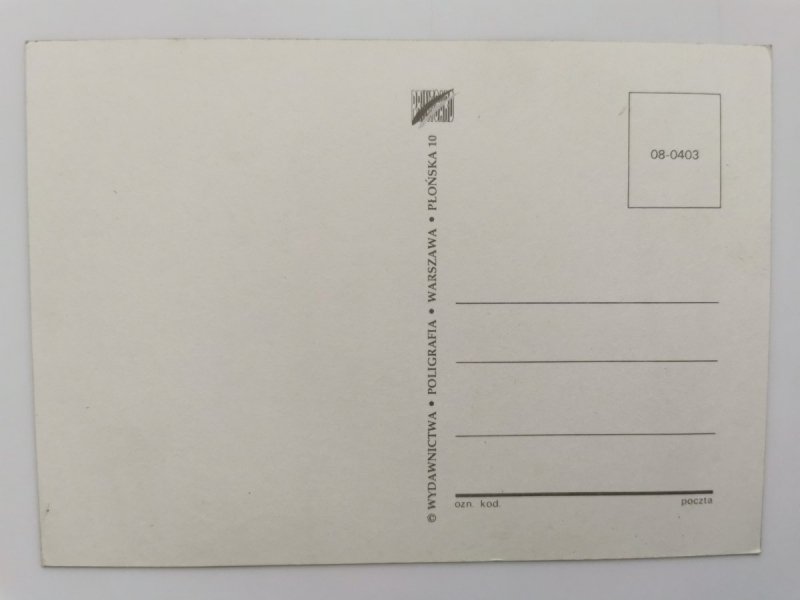 © WYDAWNICTWA • POLIGRAFIA • WARSZAWA • PŁOŃSKA 10
08-0403
ozn. kod. poczta